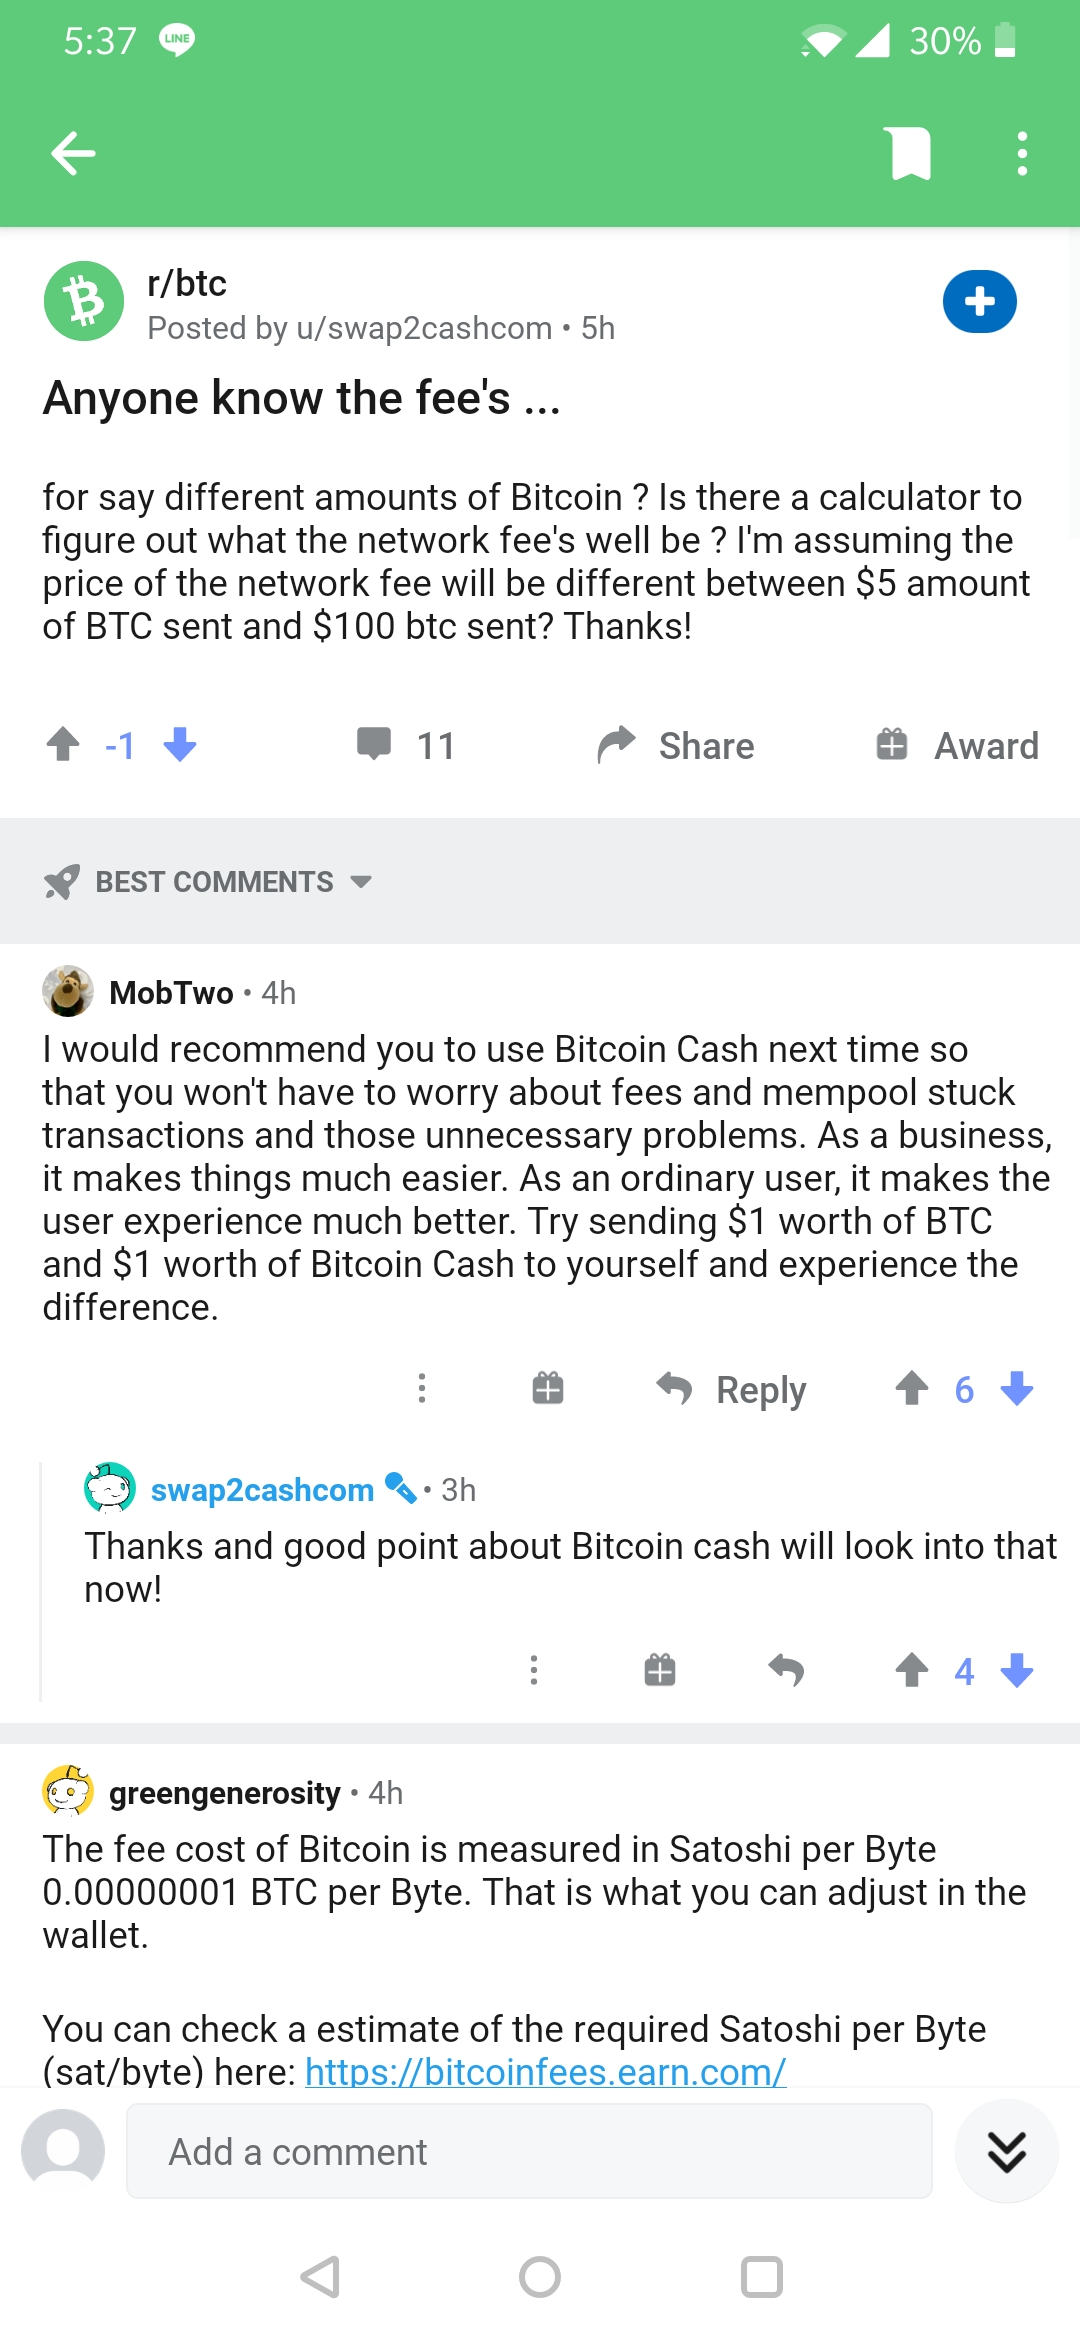 5:37 LINE 30%
r/btc
Posted by u/swap2cashcom • 5h
Anyone know the fee's ...
for say different amounts of Bitcoin ? Is there a calculator to
figure out what the network fee's well be ? I'm assuming the
price of the network fee will be different between $5 amount
of BTC sent and $100 btc sent? Thanks!
-1 11 Share Award
BEST COMMENTS
MobTwo • 4h
I would recommend you to use Bitcoin Cash next time so
that you won't have to worry about fees and mempool stuck
transactions and those unnecessary problems. As a business,
it makes things much easier. As an ordinary user, it makes the
user experience much better. Try sending $1 worth of BTC
and $1 worth of Bitcoin Cash to yourself and experience the
difference.
Reply 6
swap2cashcom • 3h
Thanks and good point about Bitcoin cash will look into that
now!
4
greengenerosity • 4h
The fee cost of Bitcoin is measured in Satoshi per Byte
0.00000001 BTC per Byte. That is what you can adjust in the
wallet.
You can check a estimate of the required Satoshi per Byte
(sat/byte) here: https://bitcoinfees.earn.com/
Add a comment